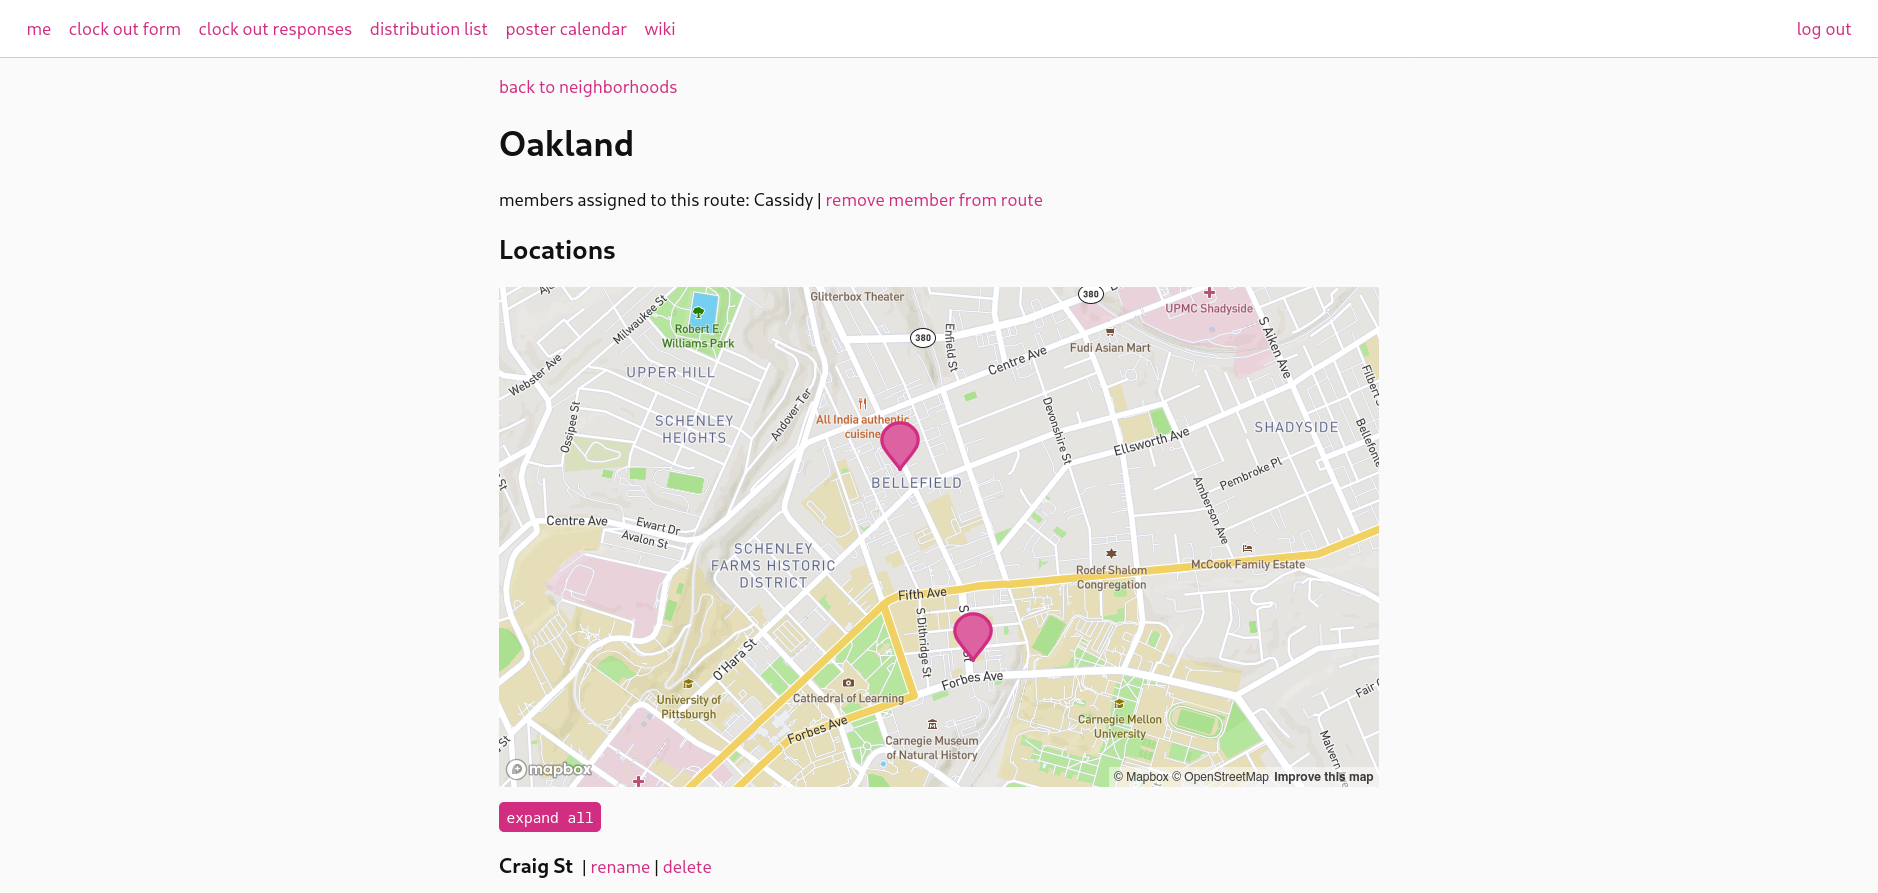 me clock out form clock out responses distribution list poster calendar wiki log out
back to neighborhoods
Oakland
members assigned to this route: Cassidy | remove member from route
Locations
Glitterbox Theater
380
UPMC Shadyside
Milwaukee St
Robert E.
Williams Park
380
Enfield St
Fudi Asian Mart
S Aiken Ave
Webster Ave
UPPER HILL
Centre Ave
Andover Ter
All India authentic
cuisine
Ossipee St
SCHENLEY
HEIGHTS
Devonshire St
Ellsworth Ave
SHADYSIDE
Pembroke Pl
BELLEFIELD
Amberson Ave
Centre Ave
Ewart Dr
Avalon St
SCHENLEY
FARMS HISTORIC
DISTRICT
Rodef Shalom
Congregation
McCook Family Estate
Fifth Ave
S Dithridge St
O'Hara St
Forbes Ave
University of
Pittsburgh
Cathedral of Learning
Forbes Ave
Carnegie Museum
of Natural History
Carnegie Mellon
University
mapbox
© Mapbox © OpenStreetMap Improve this map
expand all
Craig St | rename | delete